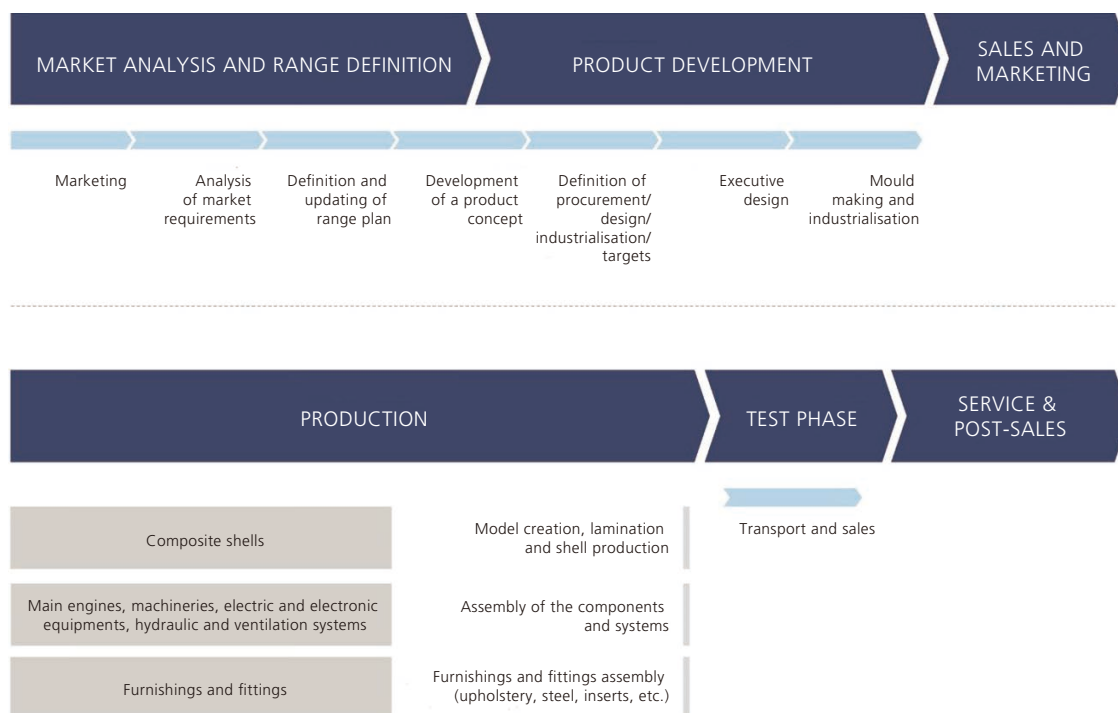 MARKET ANALYSIS AND RANGE DEFINITION
PRODUCT DEVELOPMENT
SALES AND
MARKETING
Marketing
Analysis
of market
requirements
Definition and
updating of
range plan
Development
of a product
concept
Definition of
procurement/
design/
industrialisation/
targets
Executive
design
Mould
making and
industrialisation
PRODUCTION
TEST PHASE
SERVICE &
POST-SALES
Composite shells
Model creation, lamination
and shell production
Transport and sales
Main engines, machineries, electric and electronic
equipments, hydraulic and ventilation systems
Assembly of the components
and systems
Furnishings and fittings
Furnishings and fittings assembly
(upholstery, steel, inserts, etc.)